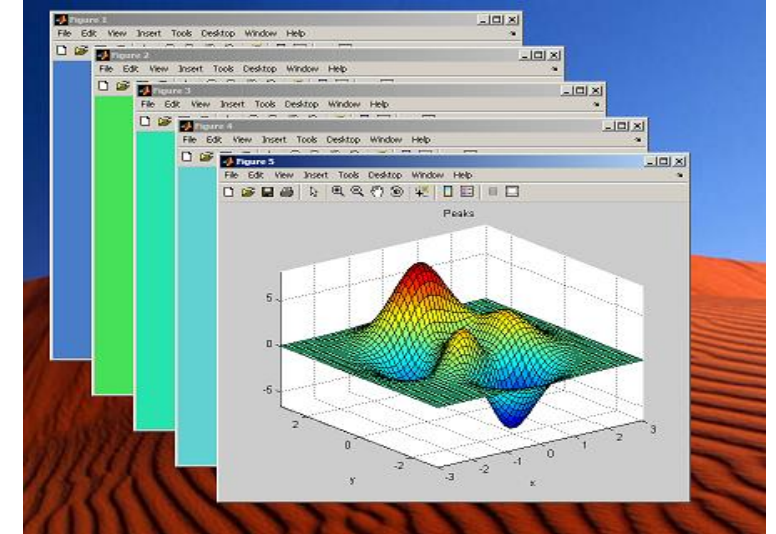 Figure 1
File Edit View Insert Tools Desktop Window Help
Figure 2
File Edit View Insert Tools Desktop Window Help
Figure 3
File Edit View Insert Tools Desktop Window Help
Figure 4
File Edit View Insert Tools Desktop Window Help
Figure 5
File Edit View Insert Tools Desktop Window Help
Peaks
5
0
-5
2
0
-2
y
-3
-2
-1
0
1
2
3
x